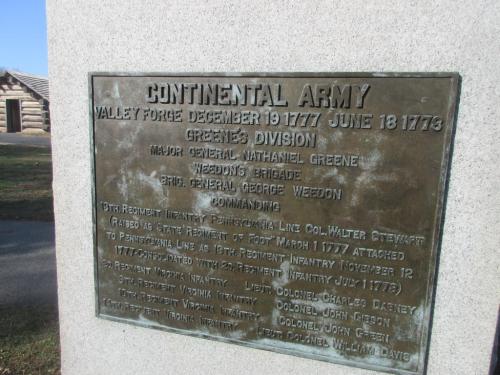 CONTINENTAL ARMY
VALLEY FORGE DECEMBER 19 1777 JUNE 18 1778
GREENE'S DIVISION
MAJOR GENERAL NATHANIEL GREENE
WEEDON'S BRIGADE
BRIG. GENERAL GEORGE WEEDON
COMMANDING
13TH REGIMENT INFANTRY PENNSYLVANIA LINE COL. WALTER STEWART
(RAISED AS STATE REGIMENT OF FOOT MARCH 1 1777 ATTACHED
TO PENNSYLVANIA LINE AS 13TH REGIMENT INFANTRY NOVEMBER 12
1777 CONSOLIDATED WITH 2D REGIMENT INFANTRY JULY 1 1778)
REGIMENT VIRGINIA INFANTRY LIEUT COLONEL CHARLES DABNEY
REGIMENT VIRGINIA INFANTRY COLONEL JOHN GIBSON
REGIMENT VIRGINIA INFANTRY COLONEL JOHN GREEN
14TH REGIMENT VIRGINIA INFANTRY LIEUT COLONEL WILLIAM DAVIS